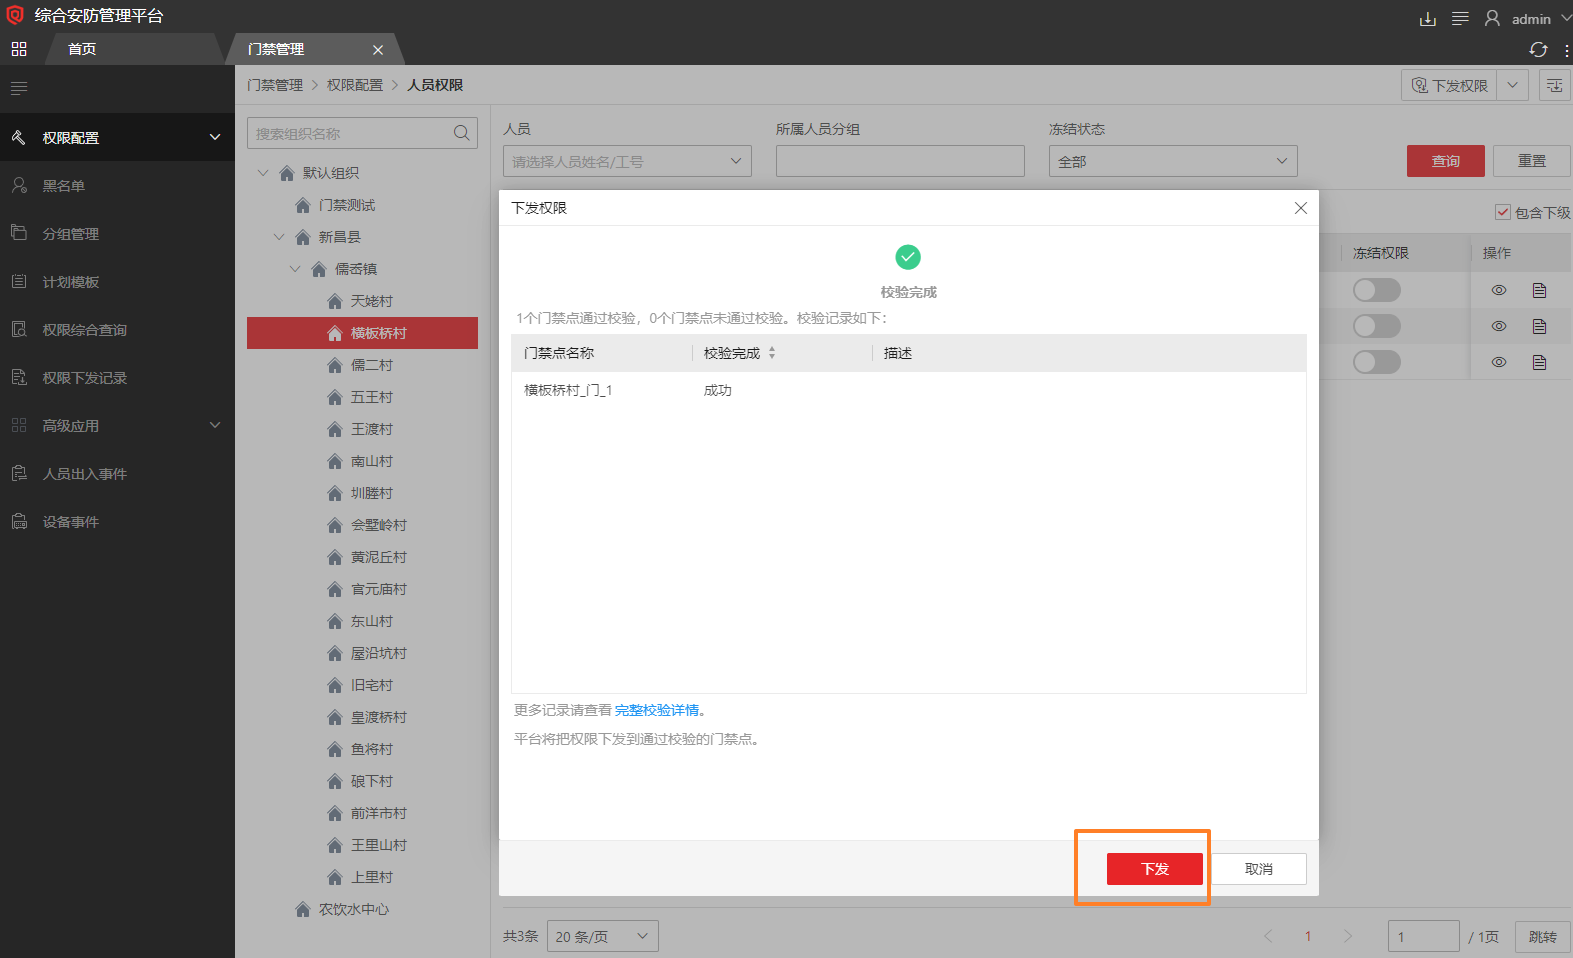 综合安防管理平台
admin
首页
门禁管理
门禁管理 > 权限配置 > 人员权限
下发权限
权限配置
黑名单
分组管理
计划模板
权限综合查询
权限下发记录
高级应用
人员出入事件
设备事件
搜索组织名称
默认组织
门禁测试
新昌县
儒岙镇
天姥村
横板桥村
儒二村
五王村
王渡村
南山村
圳塍村
会墅岭村
黄泥丘村
官元庙村
东山村
屋沿坑村
旧宅村
皇渡桥村
鱼将村
硠下村
前洋市村
王里山村
上里村
农饮水中心
人员
所属人员分组
冻结状态
请选择人员姓名/工号
全部
查询
重置
包含下级
冻结权限
操作
下发权限
校验完成
1个门禁点通过校验，0个门禁点未通过校验。校验记录如下：
门禁点名称
校验完成
描述
横板桥村_门_1
成功
更多记录请查看 完整校验详情。
平台将把权限下发到通过校验的门禁点。
下发
取消
共3条
20 条/页
1
1
/ 1页
跳转